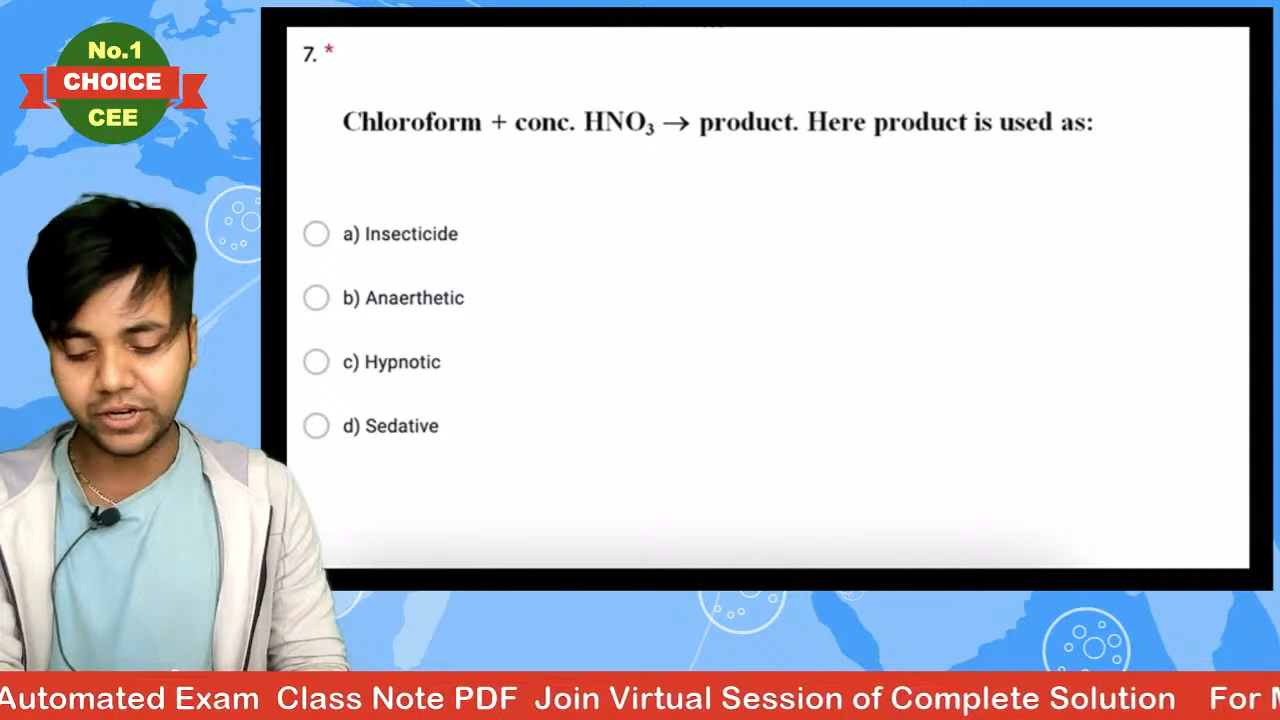 No.1
CHOICE
CEE
7. *
Chloroform + conc. HNO₃ → product. Here product is used as:
a) Insecticide
b) Anaerthetic
c) Hypnotic
d) Sedative
Automated Exam Class Note PDF Join Virtual Session of Complete Solution For M